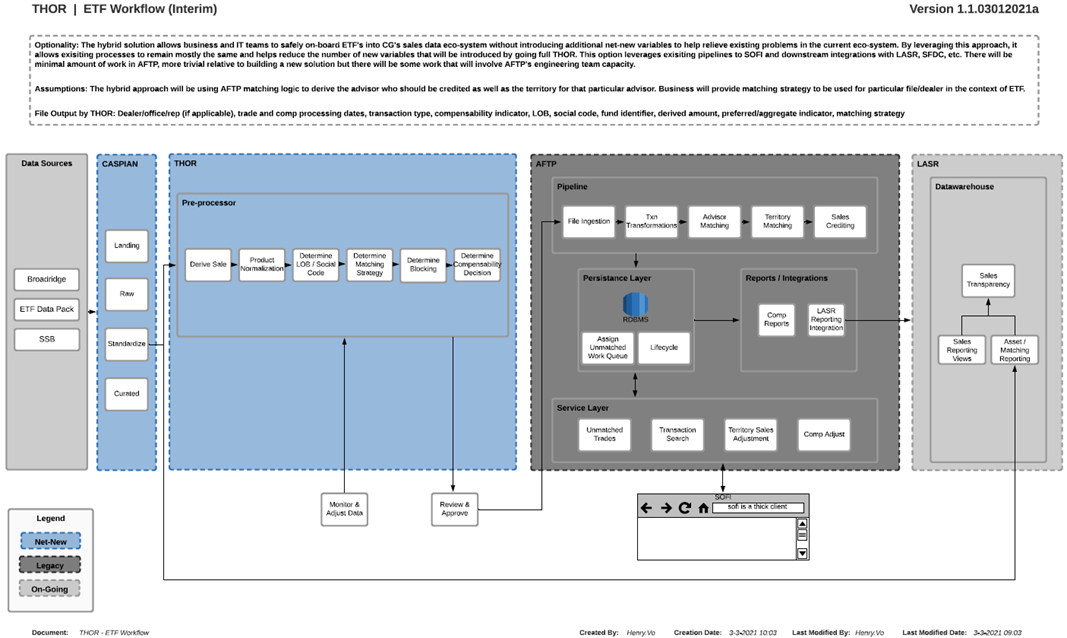 THOR | ETF Workflow (Interim)
Version 1.1.03012021a
Optionality: The hybrid solution allows business and IT teams to safely on-board ETF's into CG's sales data eco-system without introducing additional net-new variables to help relieve existing problems in the current eco-system. By leveraging this approach, it
allows exisiting processes to remain mostly the same and helps reduce the number of new variables that will be introduced by going full THOR. This option leverages exisiting pipelines to SOFI and downstream integrations with LASR, SFDC, etc. There will be
minimal amount of work in AFTP, more trivial relative to building a new solution but there will be some work that will involve AFTP's engineering team capacity.
Assumptions: The hybrid approach will be using AFTP matching logic to derive the advisor who should be credited as well as the territory for that particular advisor. Business will provide matching strategy to be used for particular file/dealer in the context of ETF.
File Output by THOR: Dealer/office/rep (if applicable), trade and comp processing dates, transaction type, compensability indicator, LOB, social code, fund identifier, derived amount, preferred/aggregate indicator, matching strategy
Data Sources
Broadridge
ETF Data Pack
SSB
CASPIAN
Landing
Raw
Standardize
Curated
THOR
Pre-processor
Derive Sale
Product
Normalization
Determine
LOB / Social
Code
Determine
Matching
Strategy
Determine
Blocking
Determine
Compensability
Decision
Monitor &
Adjust Data
Review &
Approve
AFTP
Pipeline
File Ingestion
Txn
Transformations
Advisor
Matching
Territory
Matching
Sales
Crediting
Persistance Layer
RDBMS
Assign
Unmatched
Work Queue
Lifecycle
Reports / Integrations
Comp
Reports
LASR
Reporting
Integration
Service Layer
Unmatched
Trades
Transaction
Search
Territory Sales
Adjustment
Comp Adjust
SOFI
sofi is a thick client
LASR
Datawarehouse
Sales
Transparency
Sales
Reporting
Views
Asset /
Matching
Reporting
Legend
Net-New
Legacy
On-Going
Document: THOR - ETF Workflow
Created By: Henry.Vo
Creation Date: 3-3-2021 10:03
Last Modified By: Henry.Vo
Last Modified Date: 3-3-2021 09:03